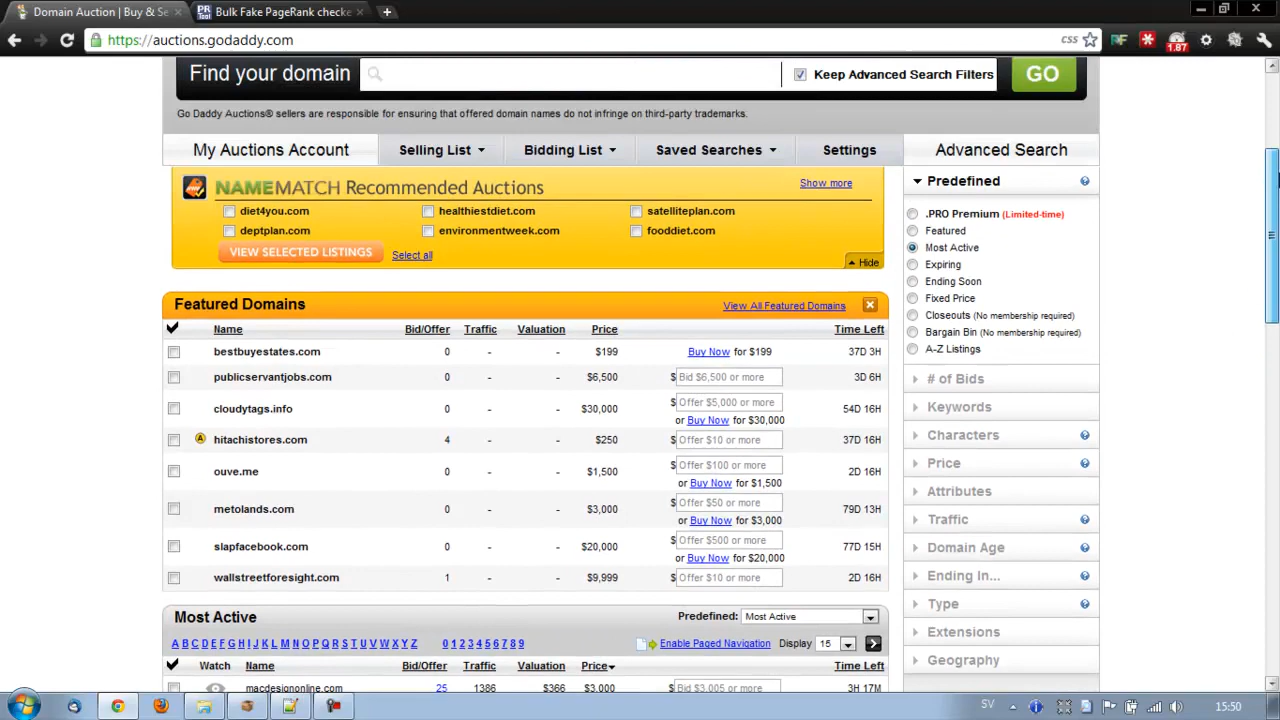 Domain Auction | Buy & Se
Bulk Fake PageRank checke
https://auctions.godaddy.com
css
1.87
Find your domain
Keep Advanced Search Filters
GO
Go Daddy Auctions® sellers are responsible for ensuring that offered domain names do not infringe on third-party trademarks.
My Auctions Account
Selling List
Bidding List
Saved Searches
Settings
Advanced Search
NAMEMATCH Recommended Auctions
Show more
diet4you.com
healthiestdiet.com
satelliteplan.com
deptplan.com
environmentweek.com
fooddiet.com
VIEW SELECTED LISTINGS
Select all
Hide
Predefined
.PRO Premium (Limited-time)
Featured
Most Active
Expiring
Ending Soon
Fixed Price
Closeouts (No membership required)
Bargain Bin (No membership required)
A-Z Listings
# of Bids
Keywords
Characters
Price
Attributes
Traffic
Domain Age
Ending In...
Type
Extensions
Geography
Featured Domains
View All Featured Domains
Name Bid/Offer Traffic Valuation Price Time Left
bestbuyestates.com 0 - - $199 Buy Now for $199 37D 3H
publicservantjobs.com 0 - - $6,500 $ Bid $6,500 or more 3D 6H
cloudytags.info 0 - - $30,000 $ Offer $5,000 or more 54D 16H
or Buy Now for $30,000
A hitachistores.com 4 - - $250 $ Offer $10 or more 37D 16H
ouve.me 0 - - $1,500 $ Offer $100 or more 2D 16H
or Buy Now for $1,500
metolands.com 0 - - $3,000 $ Offer $50 or more 79D 13H
or Buy Now for $3,000
slapfacebook.com 0 - - $20,000 $ Offer $500 or more 77D 15H
or Buy Now for $20,000
wallstreetforesight.com 1 - - $9,999 $ Offer $10 or more 2D 16H
Most Active
Predefined: Most Active
A B C D E F G H I J K L M N O P Q R S T U V W X Y Z 0 1 2 3 4 5 6 7 8 9
Enable Paged Navigation
Display 15
Watch Name Bid/Offer Traffic Valuation Price Time Left
macdesignonline.com 25 1386 $366 $3,000 $ Bid $3,005 or more 3H 17M
SV
15:50